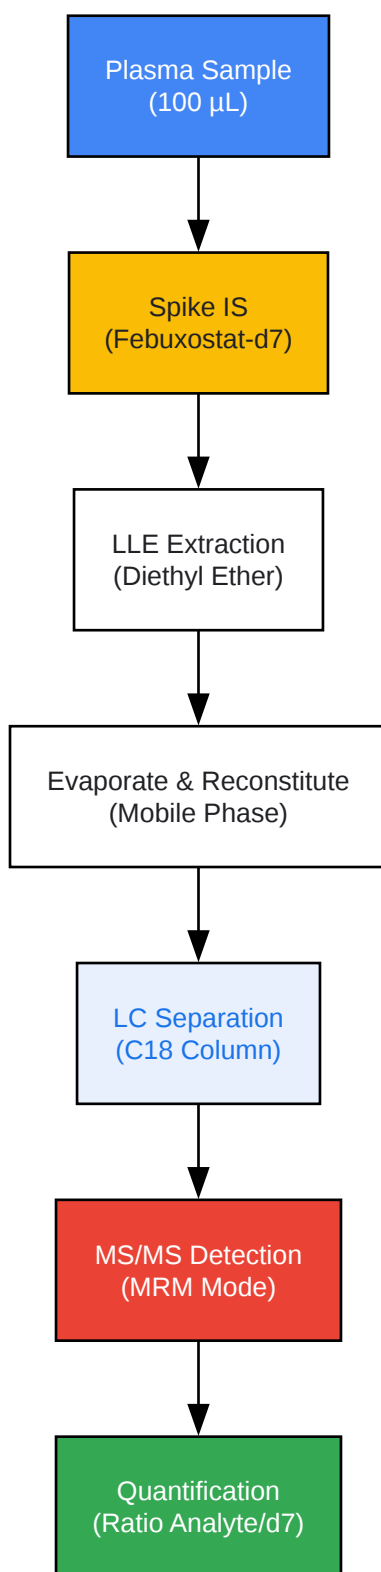 Plasma Sample
(100 µL)
Spike IS
(Febuxostat-d7)
LLE Extraction
(Diethyl Ether)
Evaporate & Reconstitute
(Mobile Phase)
LC Separation
(C18 Column)
MS/MS Detection
(MRM Mode)
Quantification
(Ratio Analyte/d7)